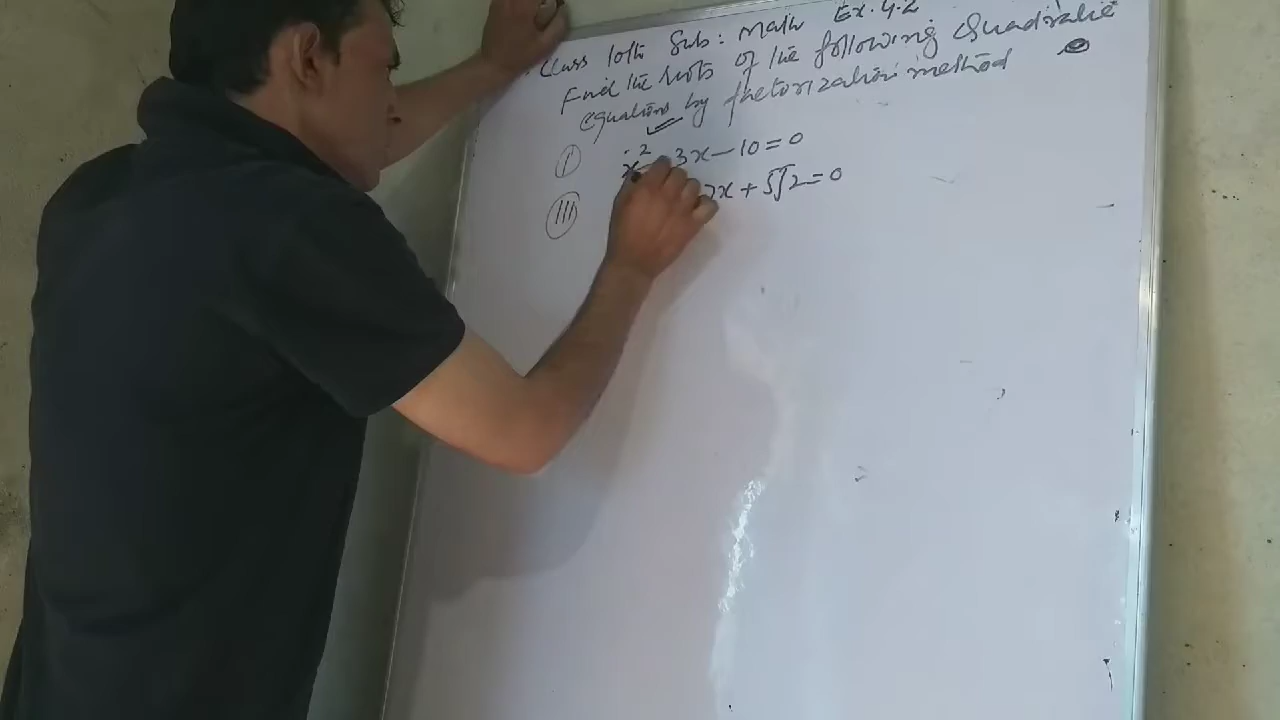 Class 10th Sub: Math Ex. 4.2
Find the roots of the following Quadratic
equations by factorization method
(I) x² - 3x - 10 = 0
(III) 7x + 5√2 = 0